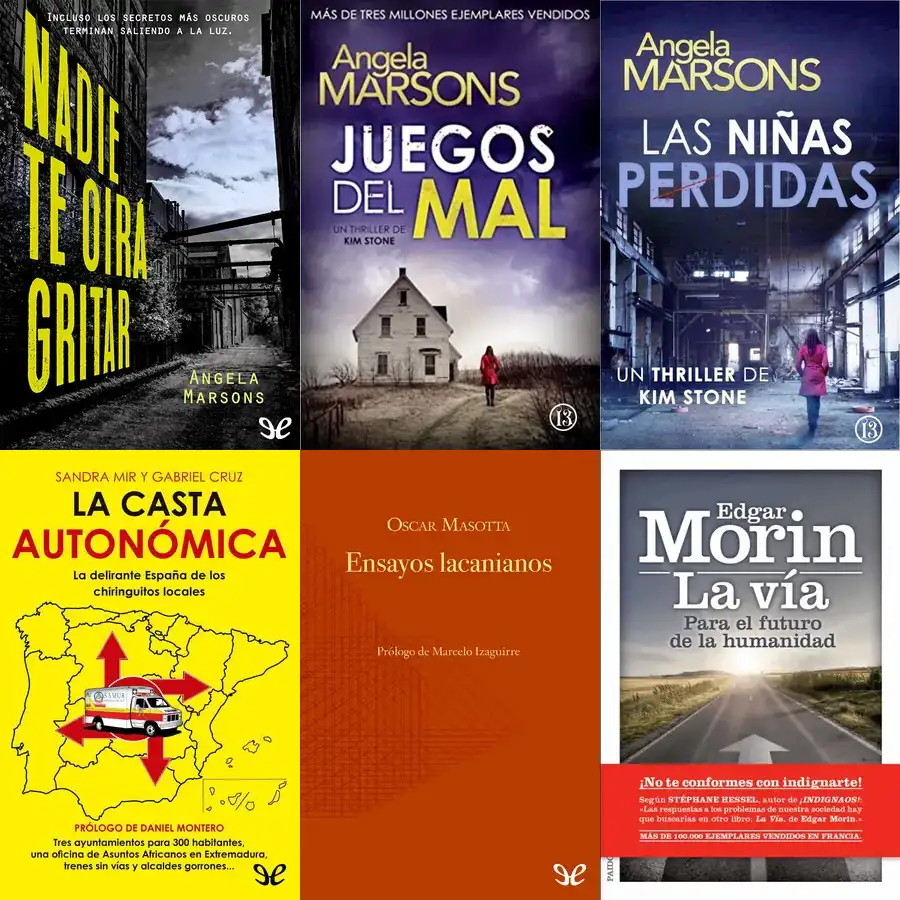 INCLUSO LOS SECRETOS MÁS OSCUROS
TERMINAN SALIENDO A LA LUZ.
NADIE
TE OIRÁ
GRITAR
ANGELA
MARSONS
MÁS DE TRES MILLONES EJEMPLARES VENDIDOS
Angela
MARSONS
JUEGOS
DEL MAL
UN THRILLER DE
KIM STONE
13
Angela
MARSONS
LAS NIÑAS
PERDIDAS
UN THRILLER DE
KIM STONE
13
SANDRA MIR Y GABRIEL CRUZ
LA CASTA
AUTONÓMICA
La delirante España de los
chiringuitos locales
SAMUR
PRÓLOGO DE DANIEL MONTERO
Tres ayuntamientos para 300 habitantes,
una oficina de Asuntos Africanos en Extremadura,
trenes sin vías y alcaldes gorrones...
OSCAR MASOTTA
Ensayos lacanianos
Prólogo de Marcelo Izaguirre
Edgar
Morin
La vía
Para el futuro
de la humanidad
¡No te conformes con indignarte!
Según STÉPHANE HESSEL, autor de ¡INDIGNAOS!:
«Las respuestas a los problemas de nuestra sociedad hay
que buscarlas en otro libro: La Vía, de Edgar Morin.»
MÁS DE 100.000 EJEMPLARES VENDIDOS EN FRANCIA.